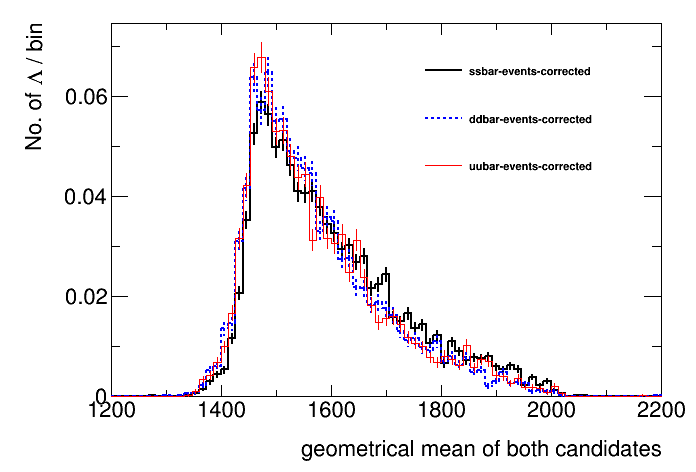 No. of Λ / bin
0.06
0.04
0.02
0
ssbar-events-corrected
ddbar-events-corrected
uubar-events-corrected
1200 1400 1600 1800 2000 2200
geometrical mean of both candidates